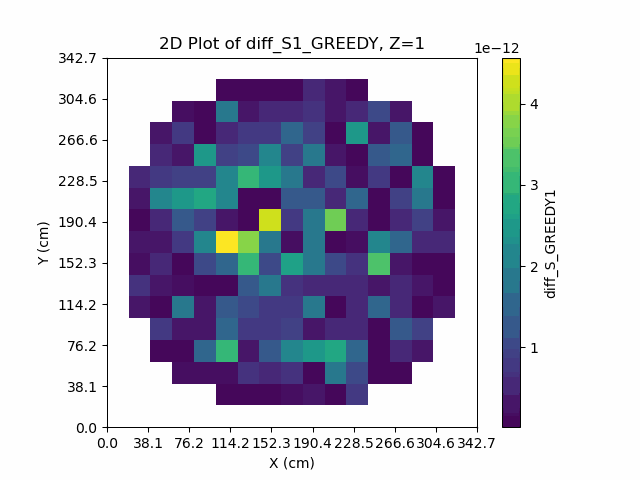 2D Plot of diff_S1_GREEDY, Z=1
1e−12
342.7
304.6
266.6
228.5
190.4
152.3
114.2
76.2
38.1
0.0
Y (cm)
0.0 38.1 76.2 114.2 152.3 190.4 228.5 266.6 304.6 342.7
X (cm)
4
3
2
1
diff_S_GREEDY1